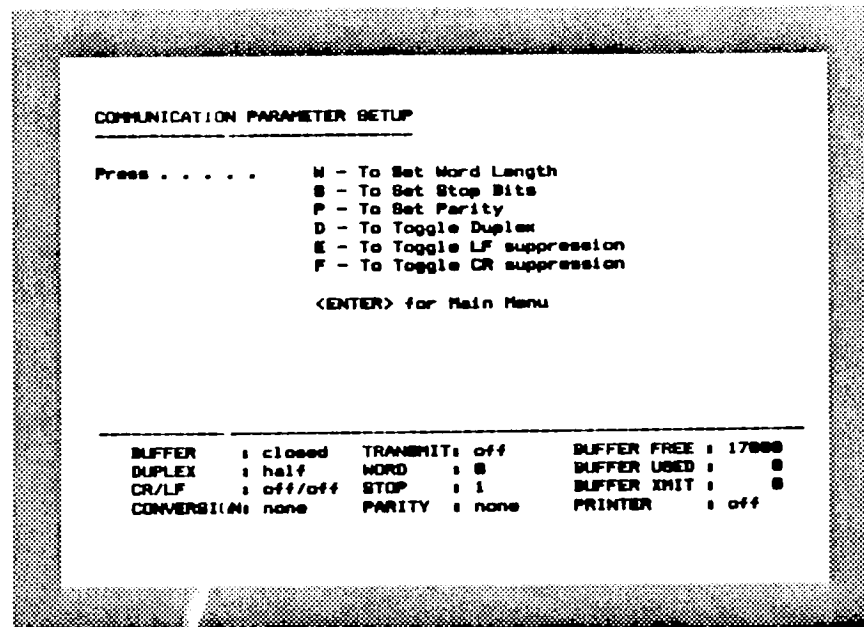 COMMUNICATION PARAMETER SETUP
Press . . . . . W - To Set Word Length
S - To Set Stop Bits
P - To Set Parity
D - To Toggle Duplex
E - To Toggle LF suppression
F - To Toggle CR suppression
<ENTER> for Main Menu
BUFFER : closed TRANSMIT: off BUFFER FREE : 17000
DUPLEX : half WORD : 8 BUFFER USED : 0
CR/LF : off/off STOP : 1 BUFFER XMIT : 0
CONVERSION: none PARITY : none PRINTER : off